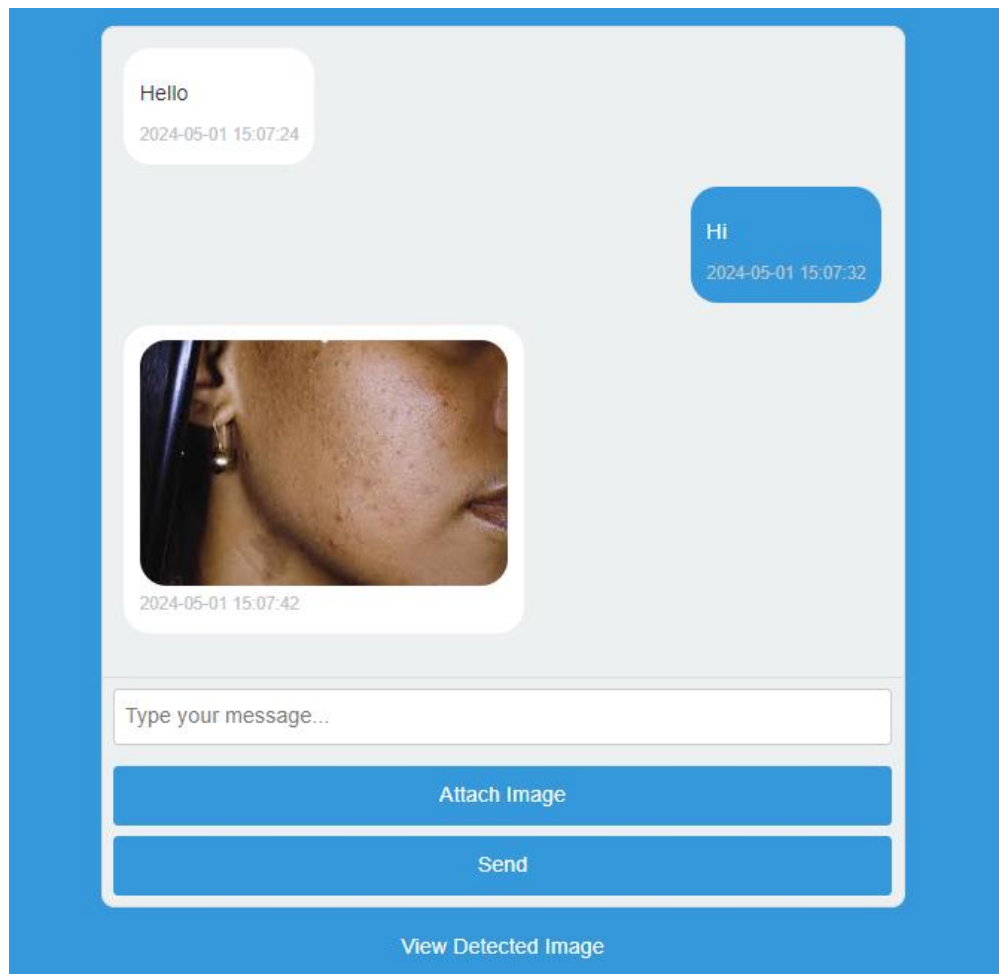 Hello
2024-05-01 15:07:24
Hi
2024-05-01 15:07:32
2024-05-01 15:07:42
Type your message...
Attach Image
Send
View Detected Image